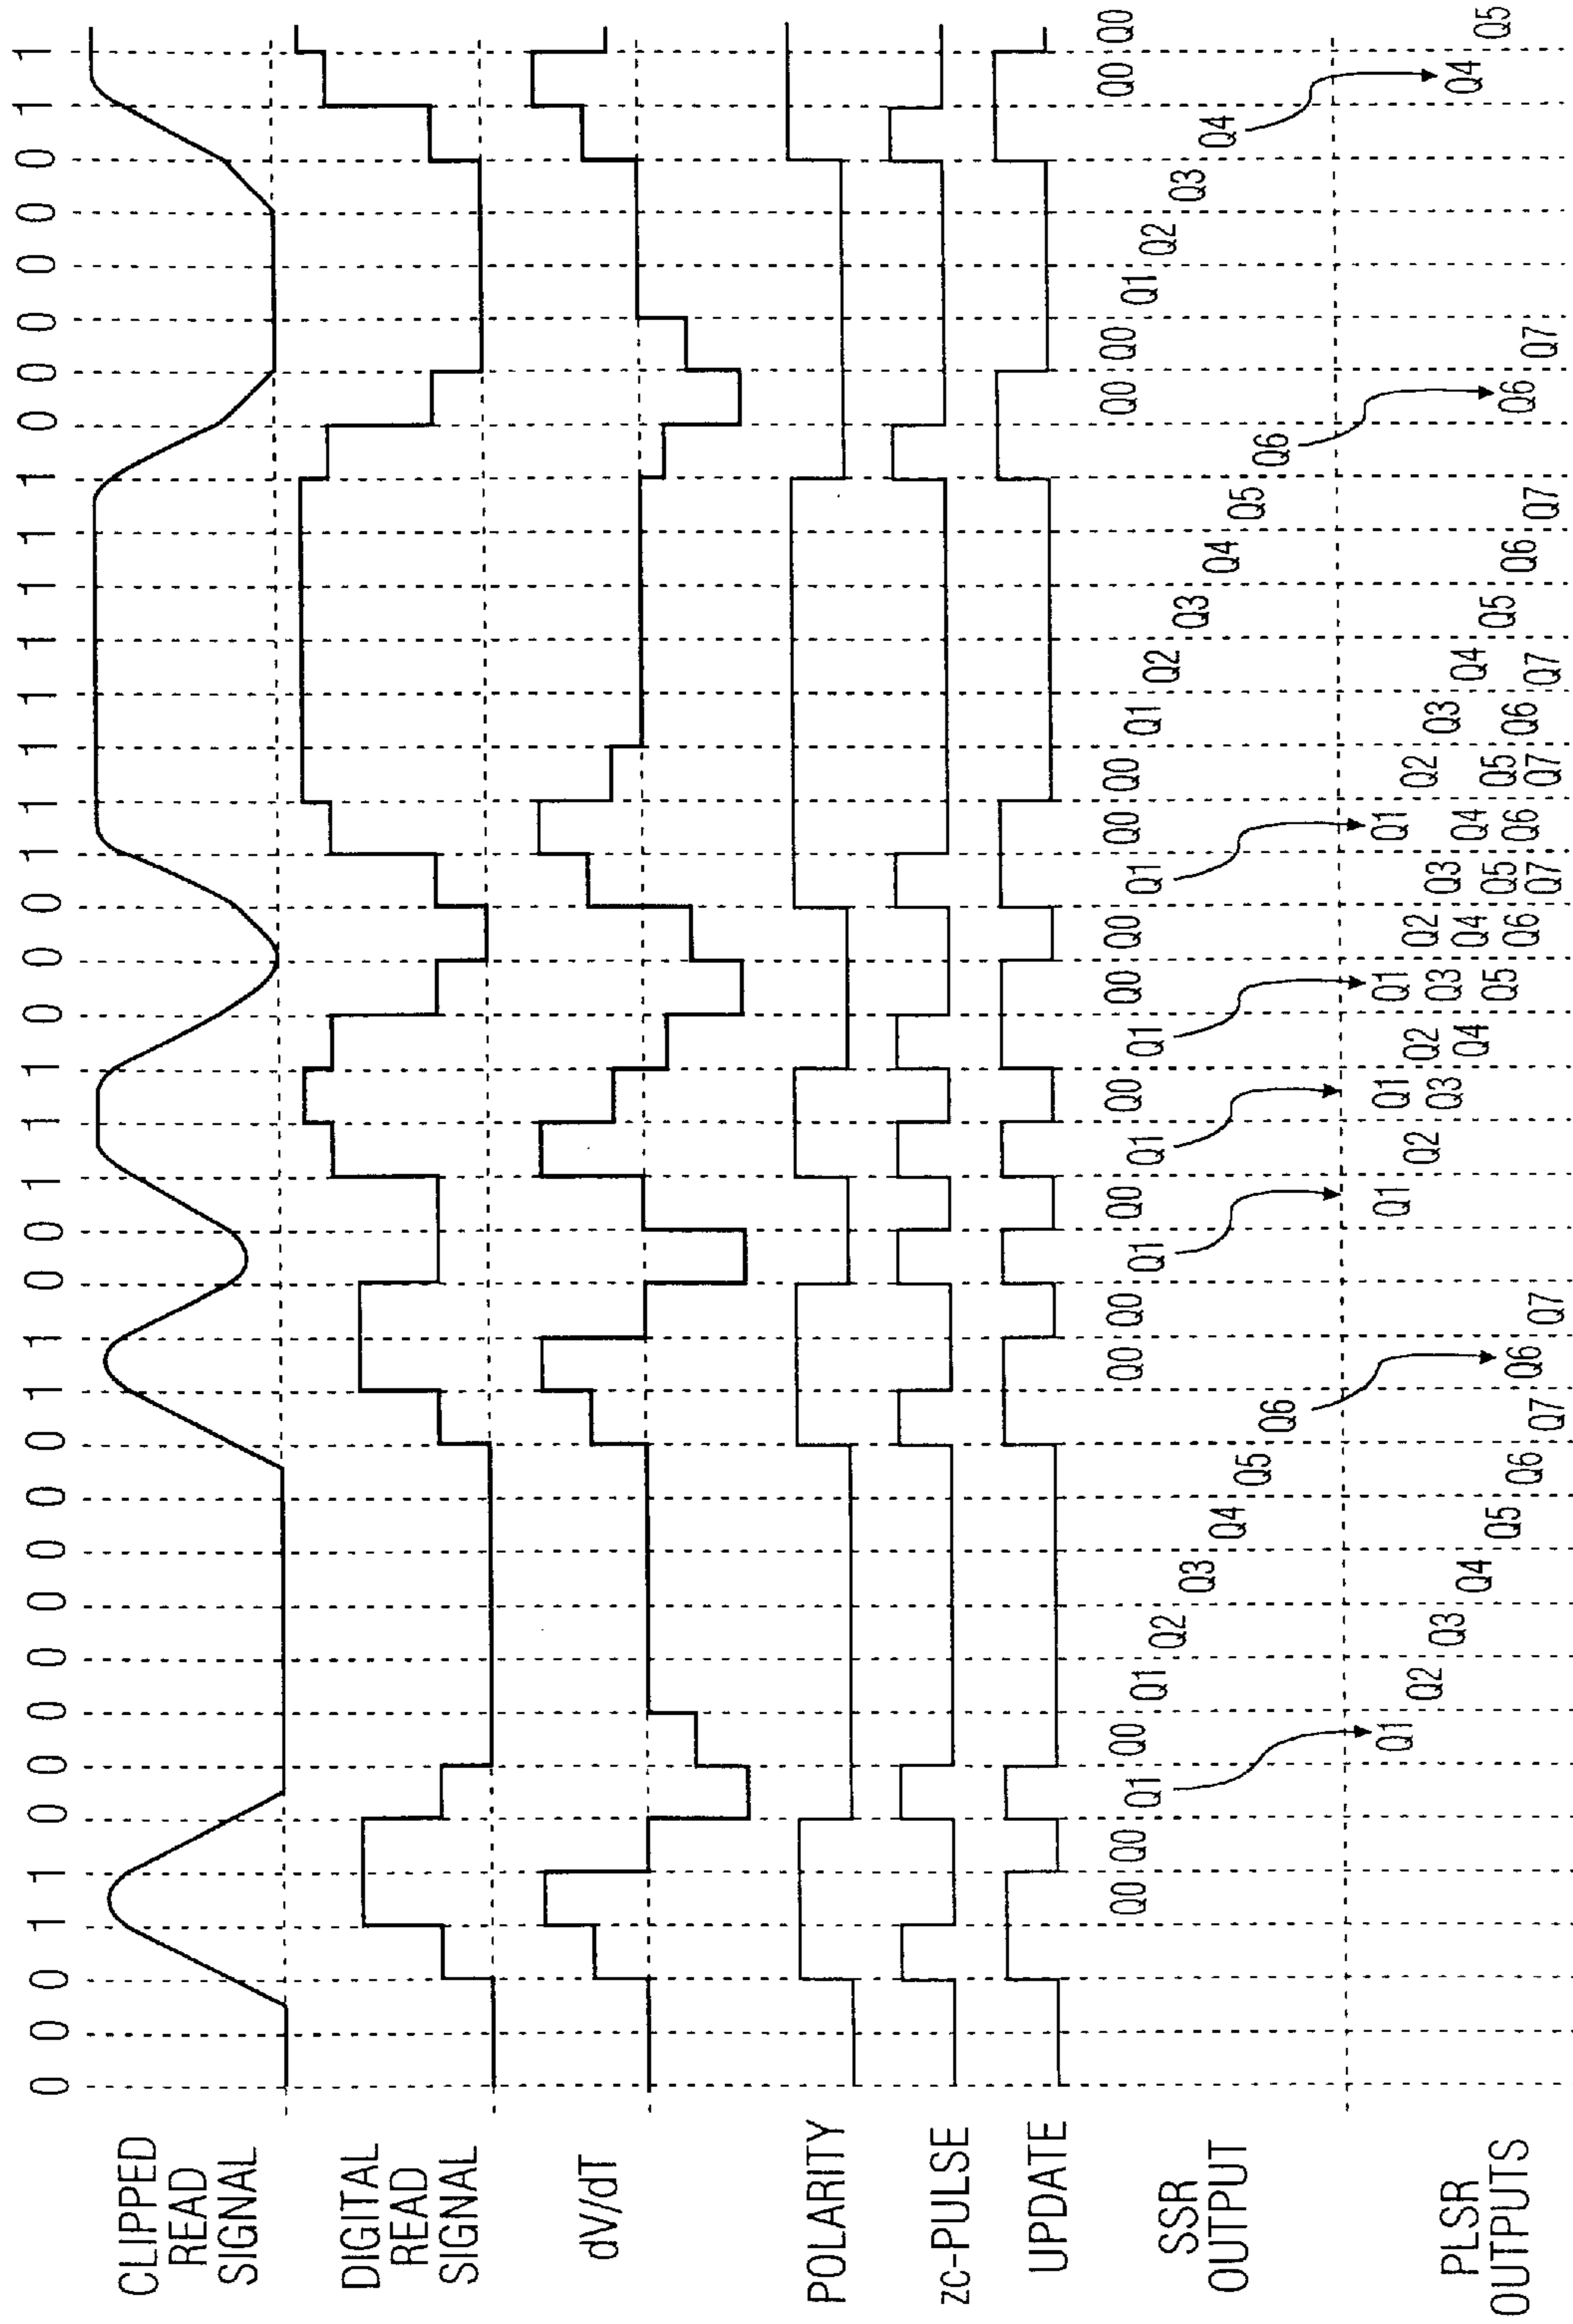 0 0 0 1 1 0 0 0 0 0 0 0 0 1 1 0 0 1 1 1 0 0 0 1 1 1 1 1 1 1 1 0 0 0 0 0 0 1 1
CLIPPED
READ
SIGNAL
DIGITAL
READ
SIGNAL
dV/dT
POLARITY
zc-PULSE
UPDATE
SSR
OUTPUT
Q0 Q0 Q0 Q0 Q0 Q0 Q0 Q0 Q0 Q0 Q0 Q0 Q0 Q0 Q0
Q1 Q1 Q1 Q1 Q1 Q1 Q1 Q1
Q2 Q2 Q2
Q3 Q3 Q3
Q4 Q4 Q4
Q5 Q5
Q6 Q6
PLSR
OUTPUTS
Q1 Q1 Q1 Q1 Q1
Q2 Q2 Q2 Q2 Q2
Q3 Q3 Q3 Q3 Q3
Q4 Q4 Q4 Q4 Q4 Q4
Q5 Q5 Q5 Q5 Q5 Q5
Q6 Q6 Q6 Q6 Q6 Q6 Q6
Q7 Q7 Q7 Q7 Q7 Q7 Q7